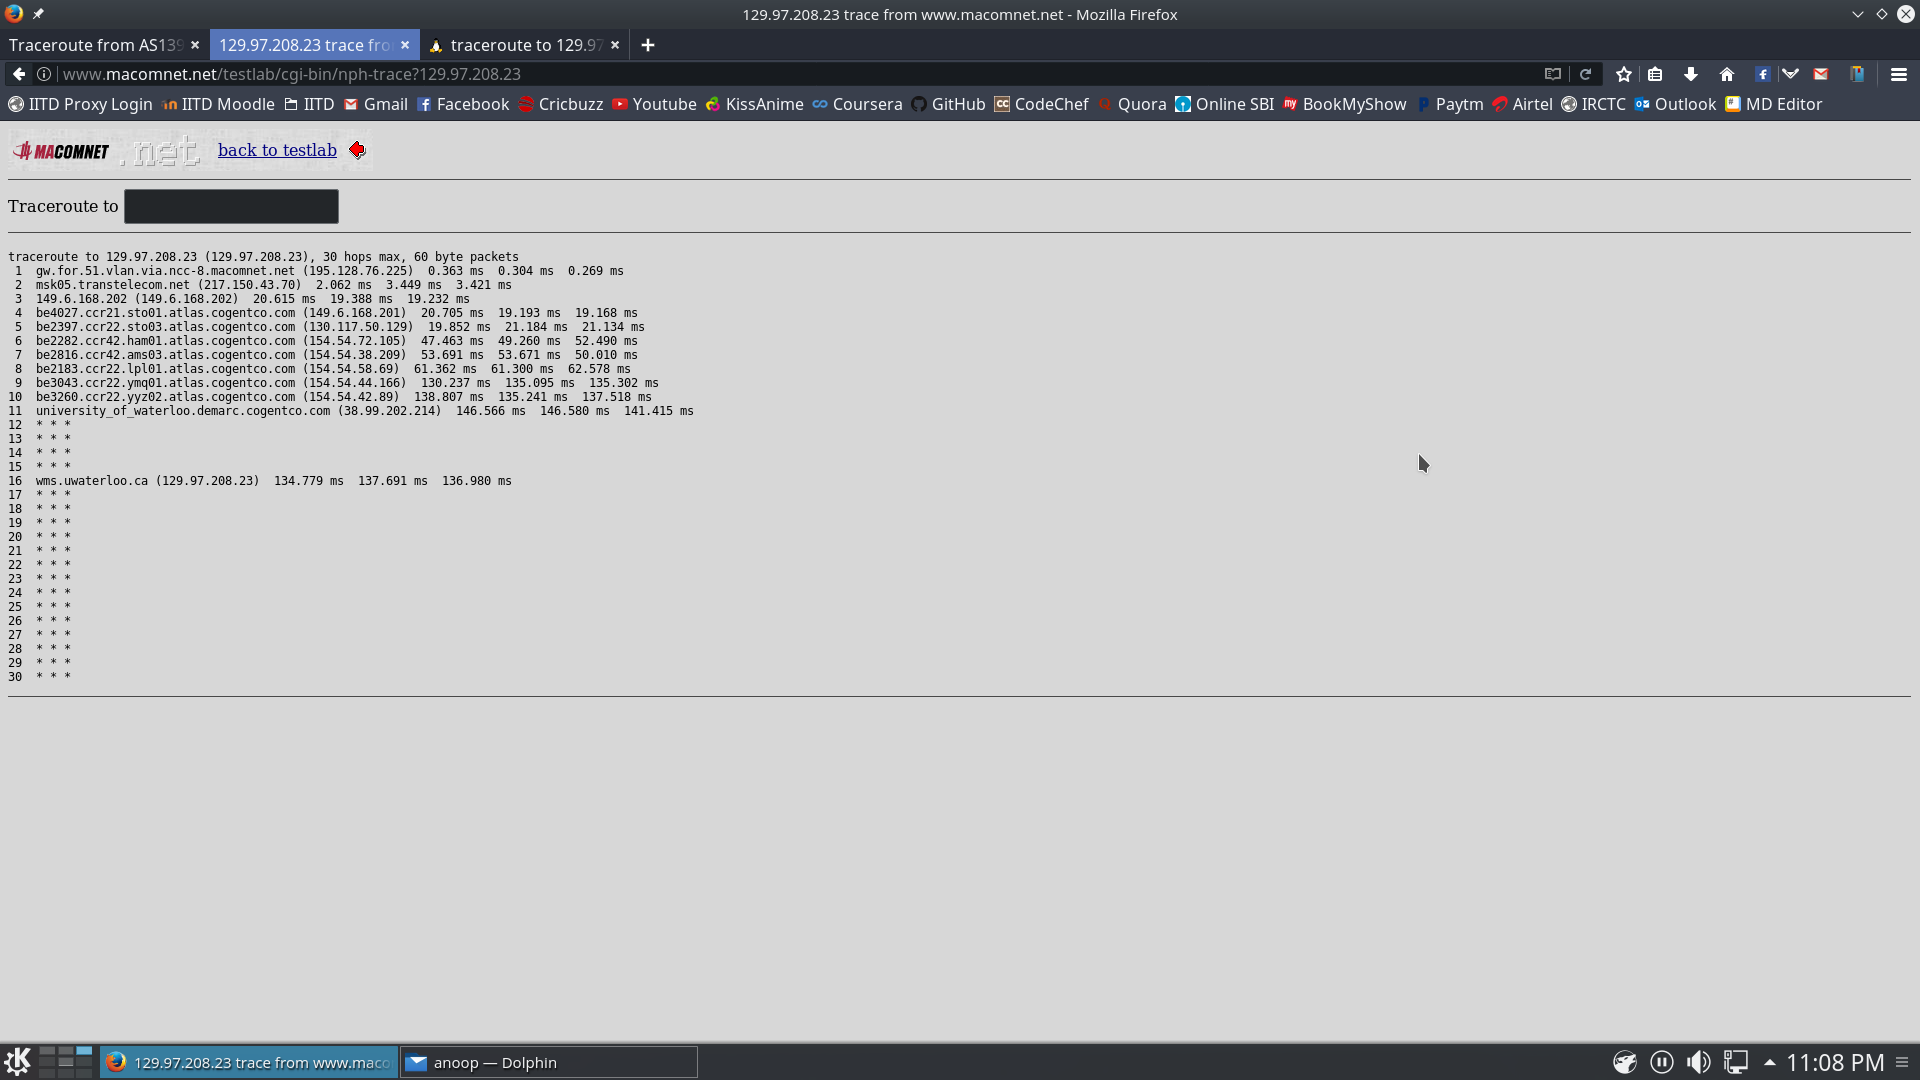 129.97.208.23 trace from www.macomnet.net - Mozilla Firefox
Traceroute from AS139 129.97.208.23 trace fro traceroute to 129.97
www.macomnet.net/testlab/cgi-bin/nph-trace?129.97.208.23
IITD Proxy Login IITD Moodle IITD Gmail Facebook Cricbuzz Youtube KissAnime Coursera GitHub CodeChef Quora Online SBI BookMyShow Paytm Airtel IRCTC Outlook MD Editor
MACOMNET .net back to testlab
Traceroute to
traceroute to 129.97.208.23 (129.97.208.23), 30 hops max, 60 byte packets
1 gw.for.51.vlan.via.ncc-8.macomnet.net (195.128.76.225) 0.363 ms 0.304 ms 0.269 ms
2 msk05.transtelecom.net (217.150.43.70) 2.062 ms 3.449 ms 3.421 ms
3 149.6.168.202 (149.6.168.202) 20.615 ms 19.388 ms 19.232 ms
4 be4027.ccr21.sto01.atlas.cogentco.com (149.6.168.201) 20.705 ms 19.193 ms 19.168 ms
5 be2397.ccr22.sto03.atlas.cogentco.com (130.117.50.129) 19.852 ms 21.184 ms 21.134 ms
6 be2282.ccr42.ham01.atlas.cogentco.com (154.54.72.105) 47.463 ms 49.260 ms 52.490 ms
7 be2816.ccr42.ams03.atlas.cogentco.com (154.54.38.209) 53.691 ms 53.671 ms 50.010 ms
8 be2183.ccr22.lpl01.atlas.cogentco.com (154.54.58.69) 61.362 ms 61.300 ms 62.578 ms
9 be3043.ccr22.ymq01.atlas.cogentco.com (154.54.44.166) 130.237 ms 135.095 ms 135.302 ms
10 be3260.ccr22.yyz02.atlas.cogentco.com (154.54.42.89) 138.807 ms 135.241 ms 137.518 ms
11 university_of_waterloo.demarc.cogentco.com (38.99.202.214) 146.566 ms 146.580 ms 141.415 ms
12 * * *
13 * * *
14 * * *
15 * * *
16 wms.uwaterloo.ca (129.97.208.23) 134.779 ms 137.691 ms 136.980 ms
17 * * *
18 * * *
19 * * *
20 * * *
21 * * *
22 * * *
23 * * *
24 * * *
25 * * *
26 * * *
27 * * *
28 * * *
29 * * *
30 * * *
129.97.208.23 trace from www.maco anoop — Dolphin 11:08 PM